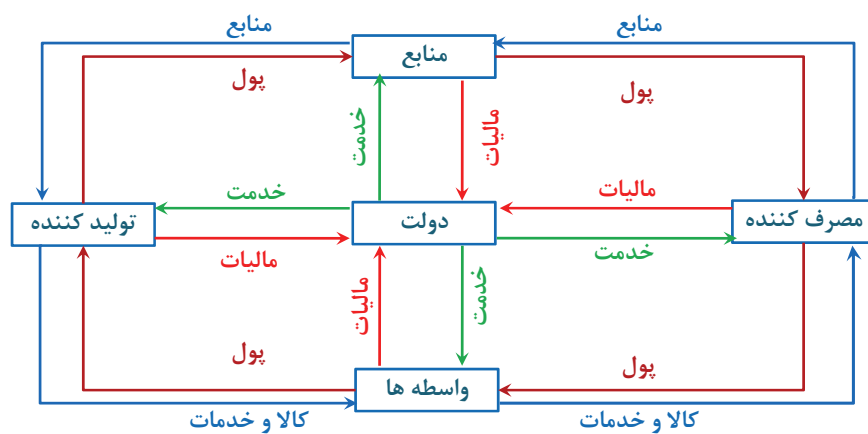 منابع
منابع
منابع
پول
پول
خدمت
مالیات
خدمت
مالیات
تولید کننده
دولت
مصرف کننده
مالیات
خدمت
مالیات
خدمت
پول
پول
واسطه ها
کالا و خدمات
کالا و خدمات